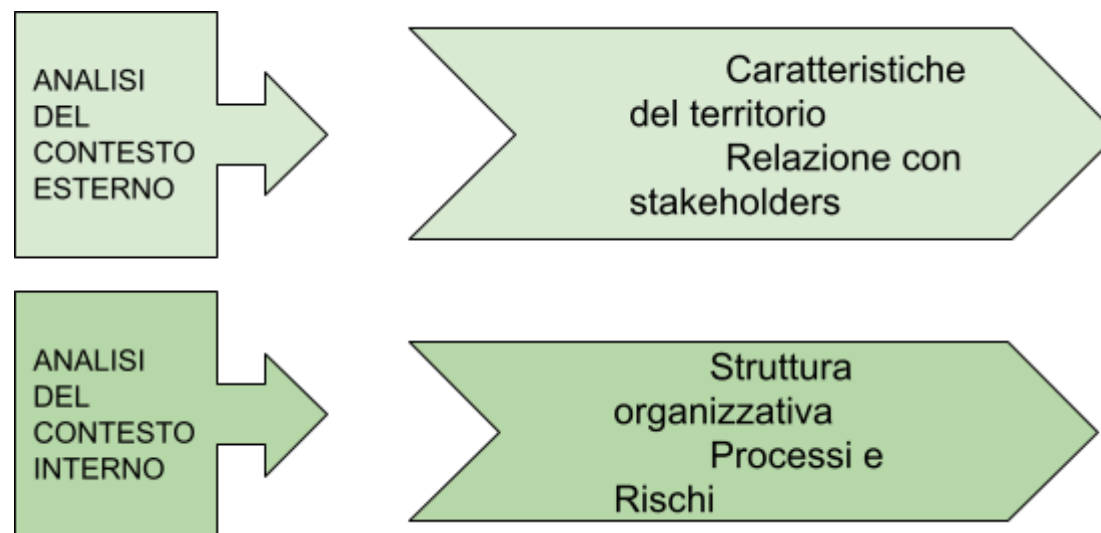 ANALISI
DEL
CONTESTO
ESTERNO
Caratteristiche
del territorio
Relazione con
stakeholders
ANALISI
DEL
CONTESTO
INTERNO
Struttura
organizzativa
Processi e
Rischi